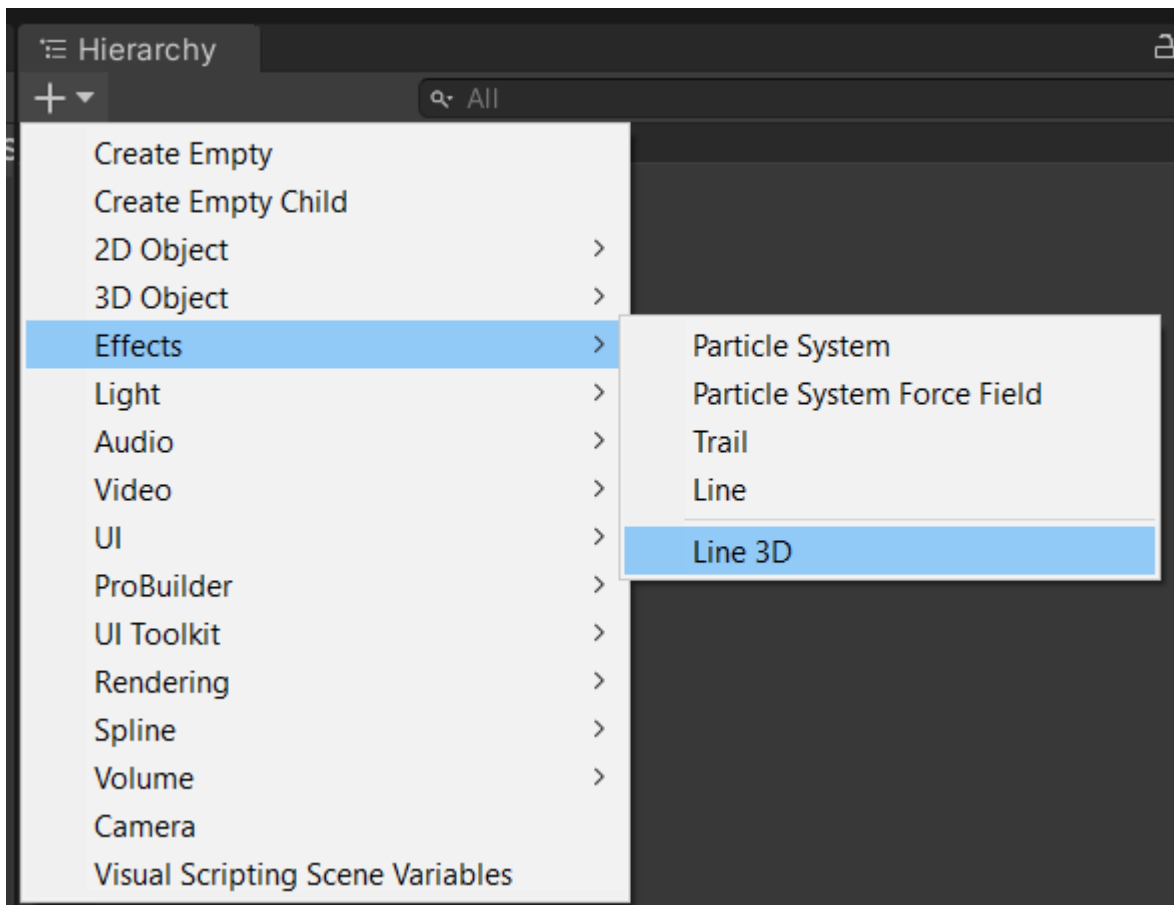 Hierarchy
All
Create Empty
Create Empty Child
2D Object
3D Object
Effects
Light
Audio
Video
UI
ProBuilder
UI Toolkit
Rendering
Spline
Volume
Camera
Visual Scripting Scene Variables
Particle System
Particle System Force Field
Trail
Line
Line 3D